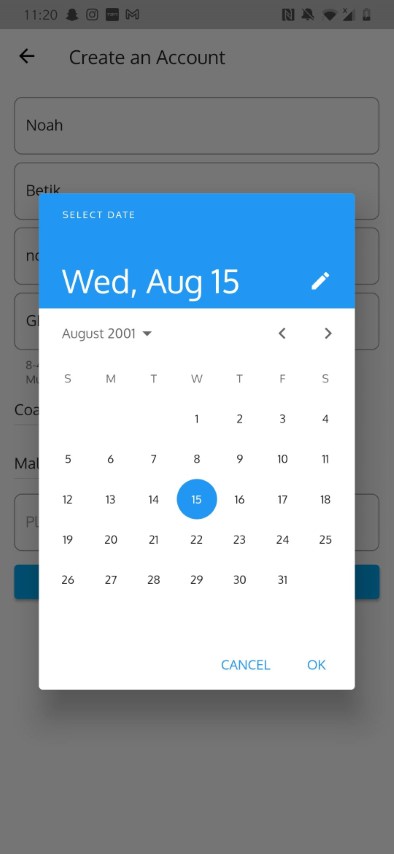 11:20
Create an Account
Noah
Betik
SELECT DATE
Wed, Aug 15
August 2001
S M T W T F S
1 2 3 4
5 6 7 8 9 10 11
12 13 14 15 16 17 18
19 20 21 22 23 24 25
26 27 28 29 30 31
CANCEL OK